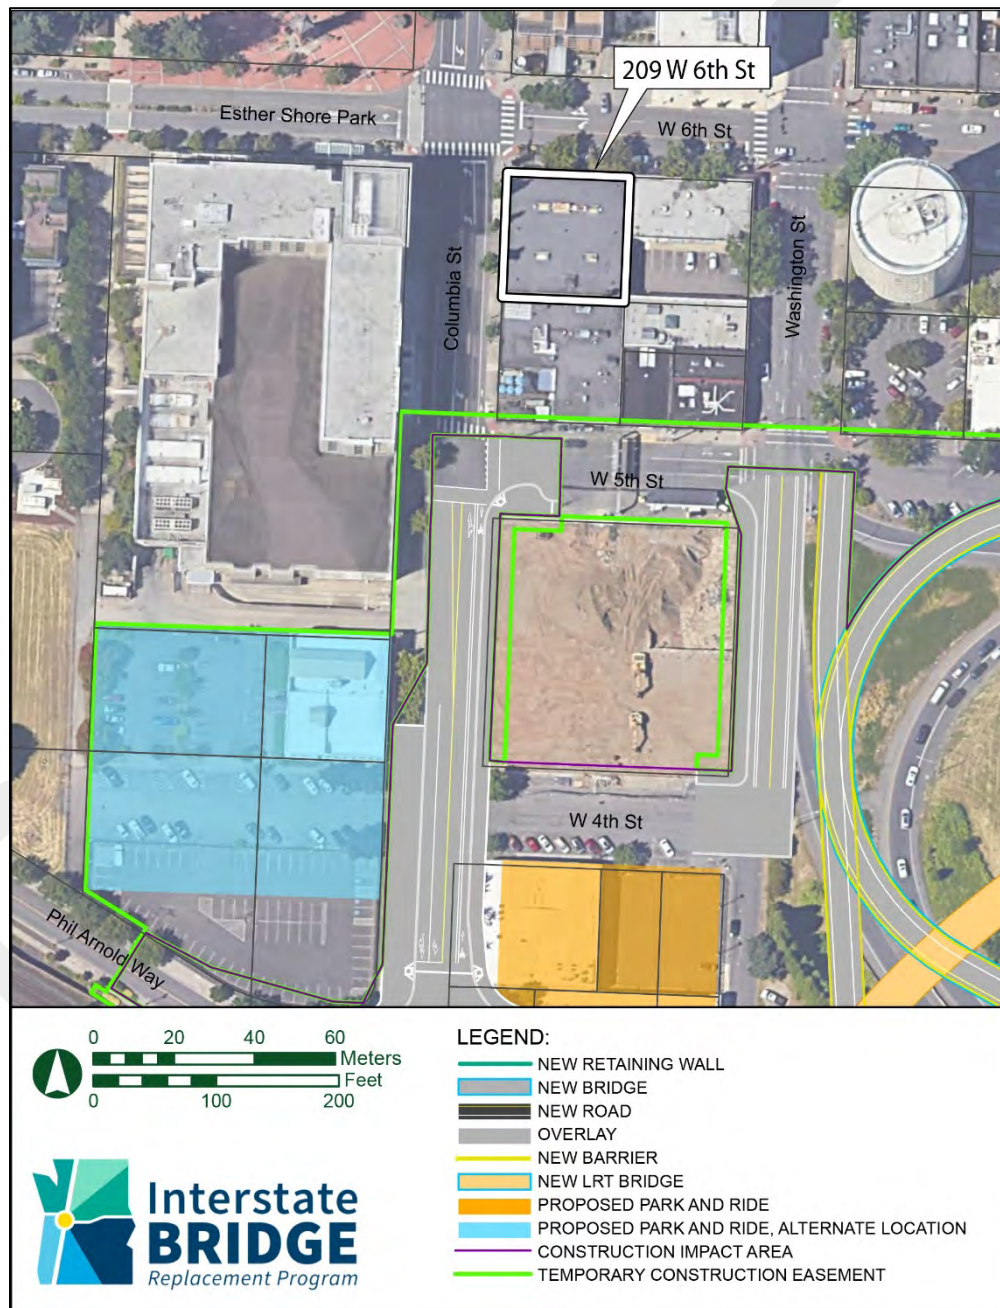 209 W 6th St
Esther Shore Park
W 6th St
Columbia St
Washington St
W 5th St
W 4th St
Phil Arnold Way
0 20 40 60
Meters
Feet
0 100 200
LEGEND:
NEW RETAINING WALL
NEW BRIDGE
NEW ROAD
OVERLAY
NEW BARRIER
NEW LRT BRIDGE
PROPOSED PARK AND RIDE
PROPOSED PARK AND RIDE, ALTERNATE LOCATION
CONSTRUCTION IMPACT AREA
TEMPORARY CONSTRUCTION EASEMENT
Interstate
BRIDGE
Replacement Program